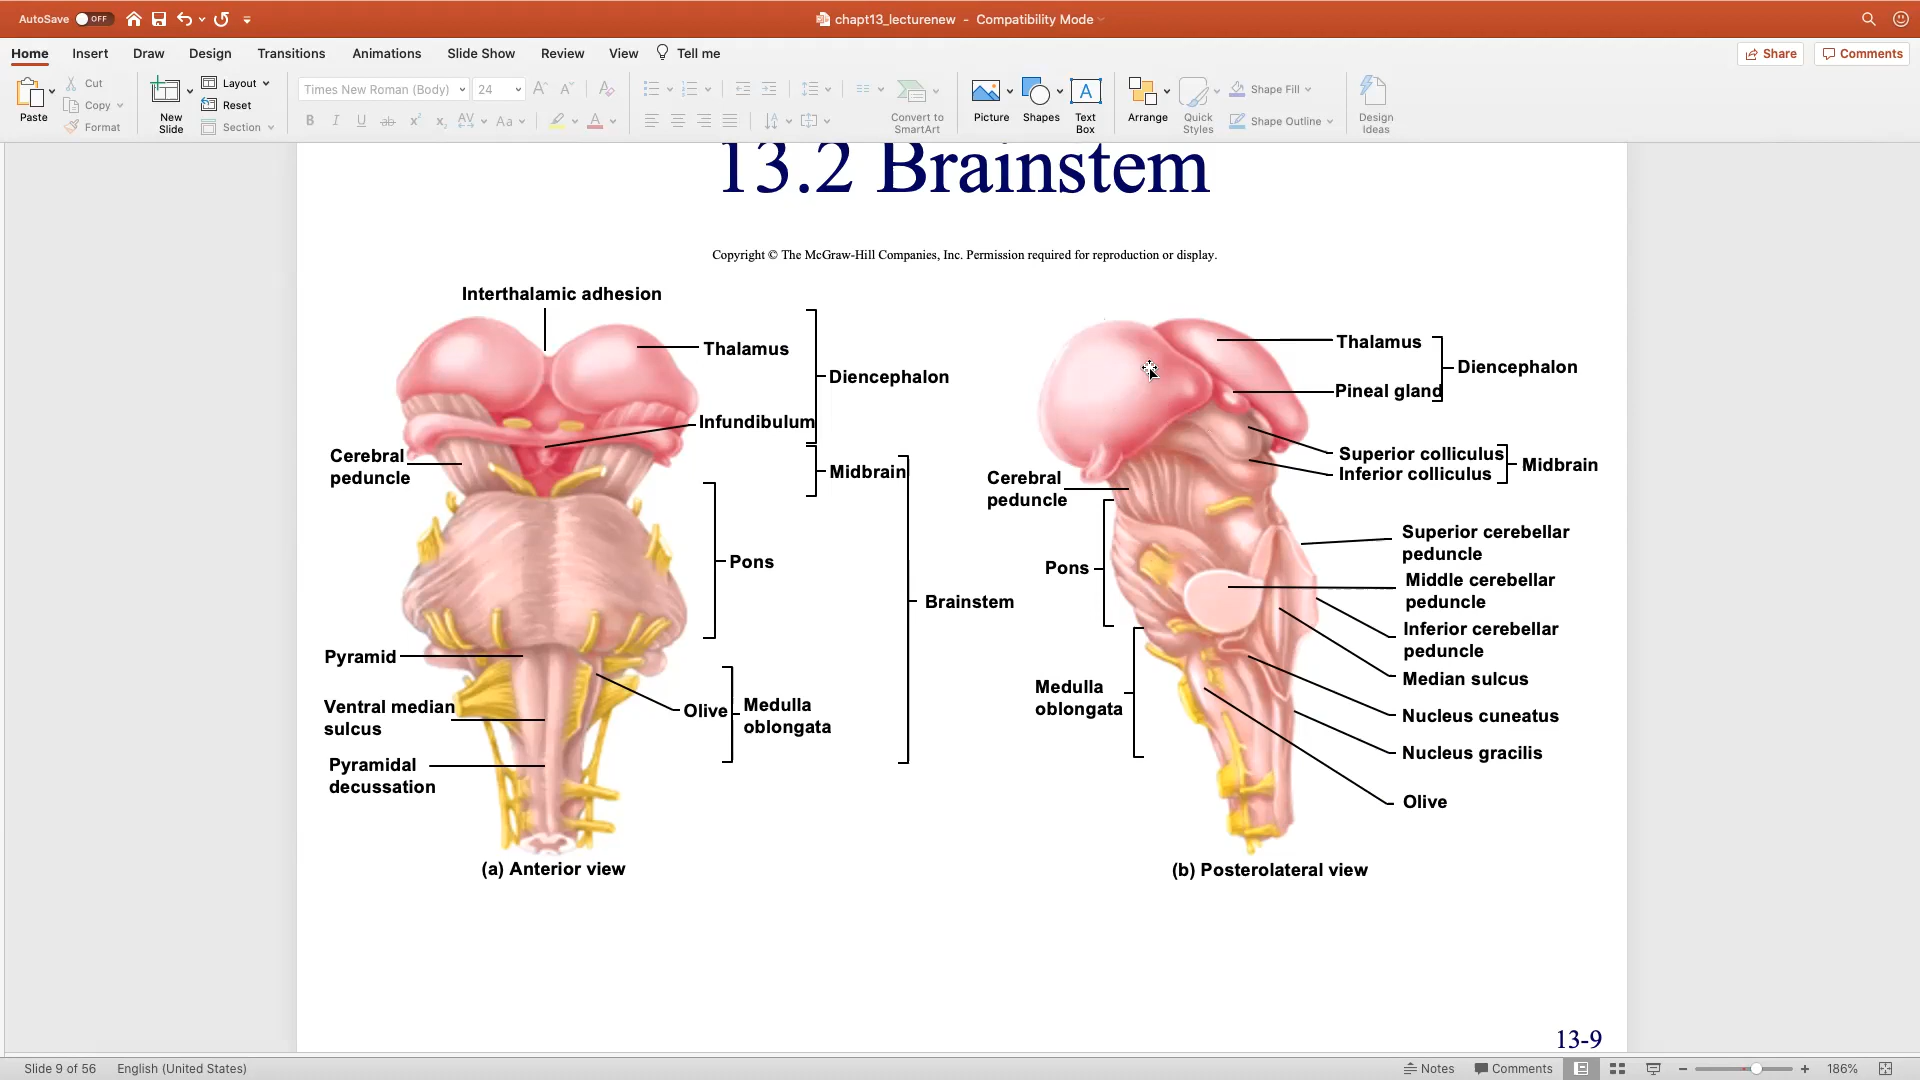 AutoSave OFF
chapt13_lecturenew - Compatibility Mode
Home Insert Draw Design Transitions Animations Slide Show Review View Tell me
Share Comments
Paste
Cut
Copy
Format
New
Slide
Layout
Reset
Section
Times New Roman (Body) 24
B I U ab x² x₂ AV Aa A
Convert to
SmartArt
Picture Shapes Text
Box
Arrange Quick
Styles
Shape Fill
Shape Outline
Design
Ideas
13.2 Brainstem
Copyright © The McGraw-Hill Companies, Inc. Permission required for reproduction or display.
Interthalamic adhesion
Thalamus
Diencephalon
Infundibulum
Cerebral
peduncle
Midbrain
Pons
Brainstem
Pyramid
Ventral median
sulcus
Olive
Medulla
oblongata
Pyramidal
decussation
(a) Anterior view
Thalamus
Diencephalon
Pineal gland
Superior colliculus
Inferior colliculus
Midbrain
Cerebral
peduncle
Superior cerebellar
peduncle
Pons
Middle cerebellar
peduncle
Inferior cerebellar
peduncle
Median sulcus
Medulla
oblongata
Nucleus cuneatus
Nucleus gracilis
Olive
(b) Posterolateral view
13-9
Slide 9 of 56 English (United States)
Notes Comments 186%